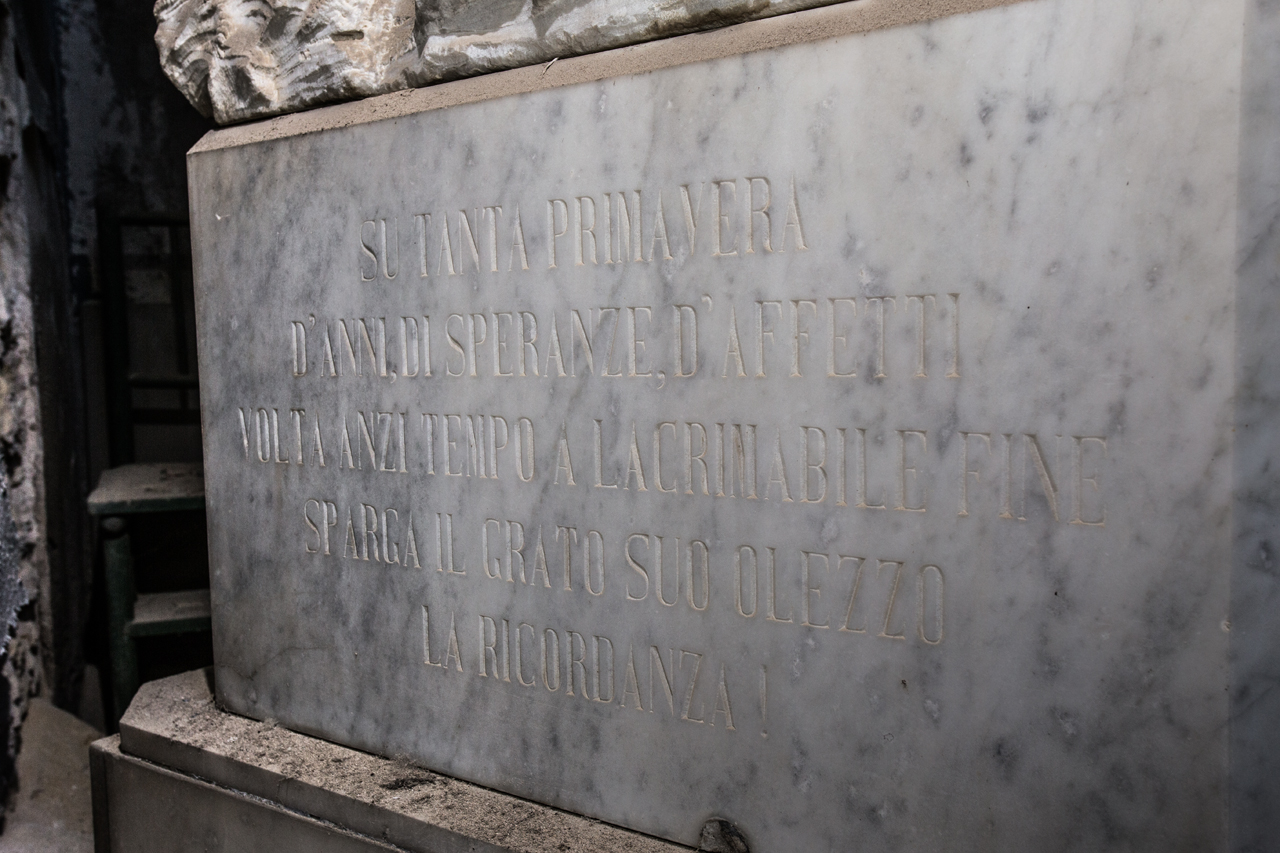 SU TANTA PRIMAVERA
D'ANNI, DI SPERANZE, D'AFFETTI
VOLTA ANZI TEMPO A LACRIMABILE FINE
SPARGA IL GRATO SUO OLEZZO
LA RICORDANZA !